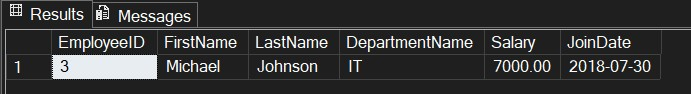 Results Messages
EmployeeID FirstName LastName DepartmentName Salary JoinDate
1 3 Michael Johnson IT 7000.00 2018-07-30